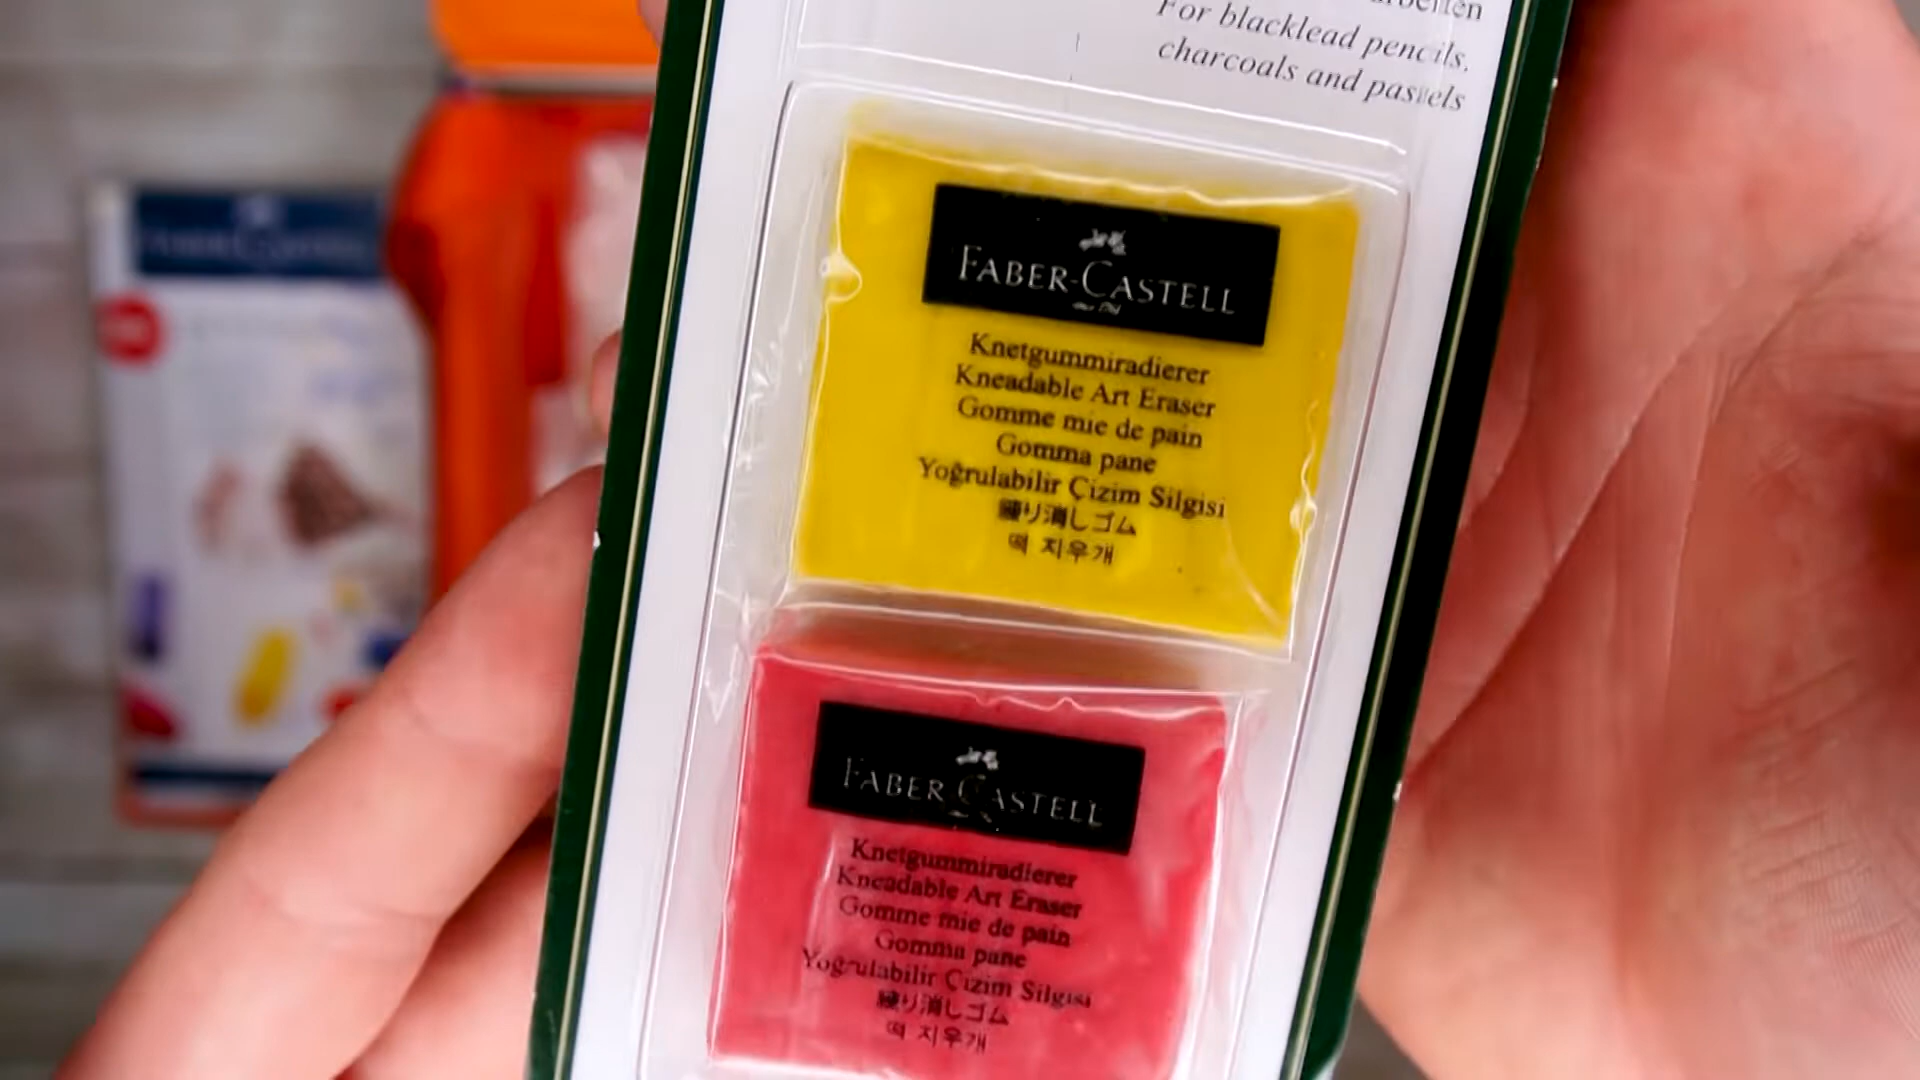 For blacklead pencils,
charcoals and pastels
FABER-CASTELL
Knetgummiradierer
Kneadable Art Eraser
Gomme mie de pain
Gomma pane
Yoğrulabilir Çizim Silgisi
練り消しゴム
떡 지우개
FABER CASTELL
Knetgummiradierer
Kneadable Art Eraser
Gomme mie de pain
Gomma pane
Yoğrulabilir Çizim Silgisi
練り消しゴム
떡 지우개